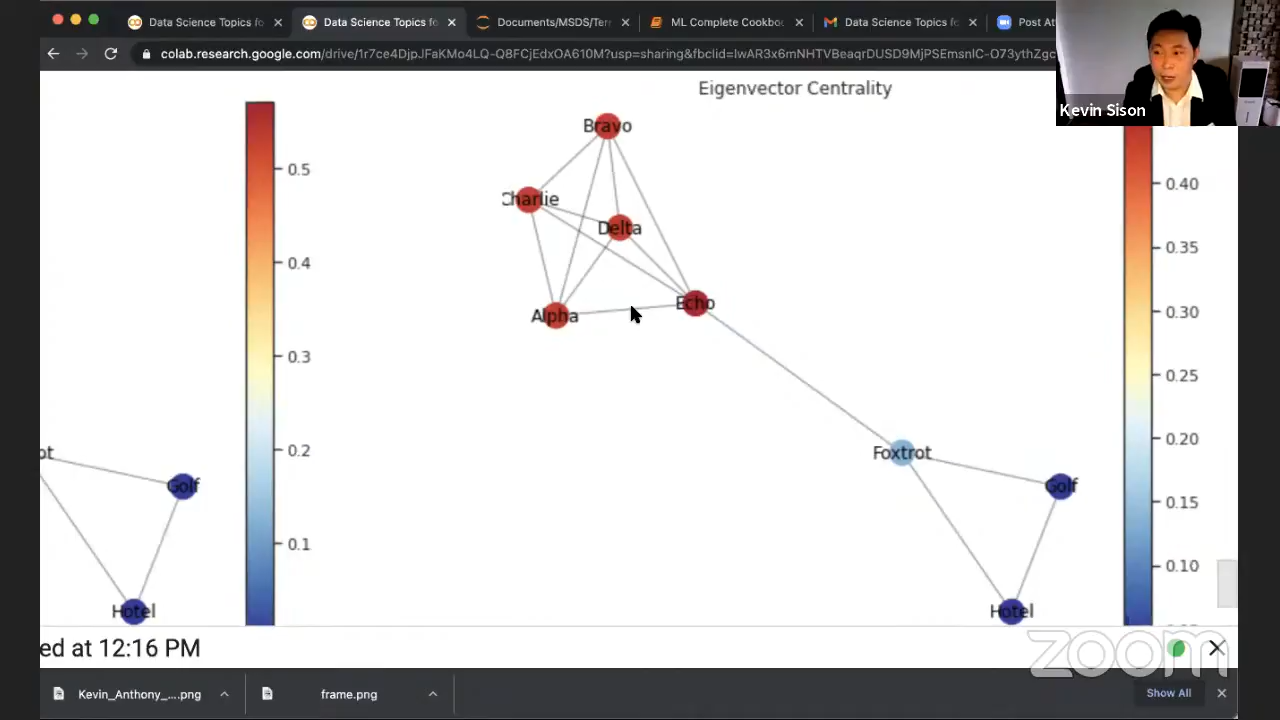 Data Science Topics fo
Data Science Topics fo
Documents/MSDS/Ter
ML Complete Cookbo
Data Science Topics fo
Post Att
colab.research.google.com/drive/1r7ce4DjpJFaKMo4LQ-Q8FCjEdxOA610M?usp=sharing&fbclid=IwAR3x6mNHTVBeaqrDUSD9MjPSEmsnlC-O73ythZgc
Kevin Sison
Eigenvector Centrality
Bravo
Charlie
Delta
Alpha
Echo
Foxtrot
Golf
Hotel
ot
Golf
Hotel
0.5
0.4
0.3
0.2
0.1
0.40
0.35
0.30
0.25
0.20
0.15
0.10
ed at 12:16 PM
zoom
Kevin_Anthony_....png
frame.png
Show All